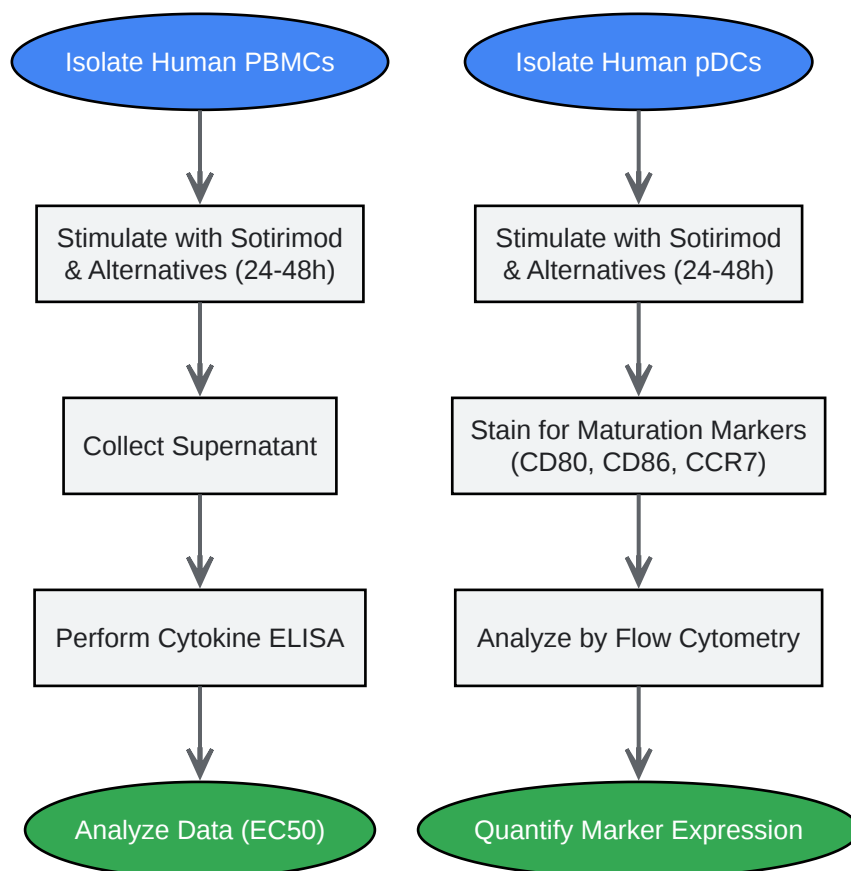 Isolate Human PBMCs
Stimulate with Sotirimod
& Alternatives (24-48h)
Collect Supernatant
Perform Cytokine ELISA
Analyze Data (EC50)
Isolate Human pDCs
Stimulate with Sotirimod
& Alternatives (24-48h)
Stain for Maturation Markers
(CD80, CD86, CCR7)
Analyze by Flow Cytometry
Quantify Marker Expression